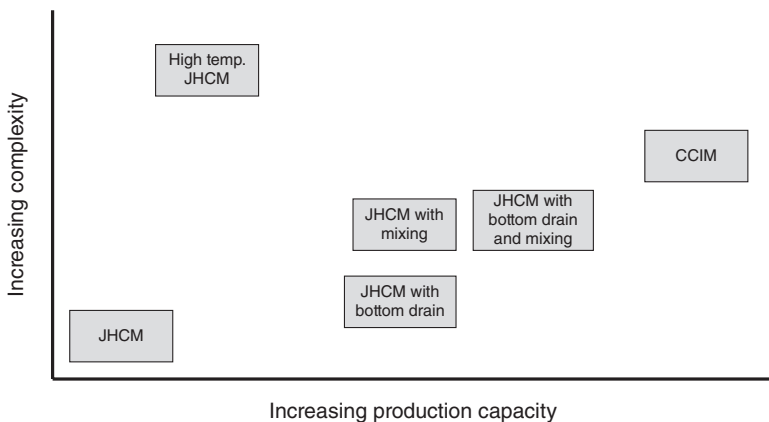 High temp.
JHCM
CCIM
JHCM with
mixing
JHCM with
bottom drain
and mixing
JHCM with
bottom drain
JHCM
Increasing complexity
Increasing production capacity